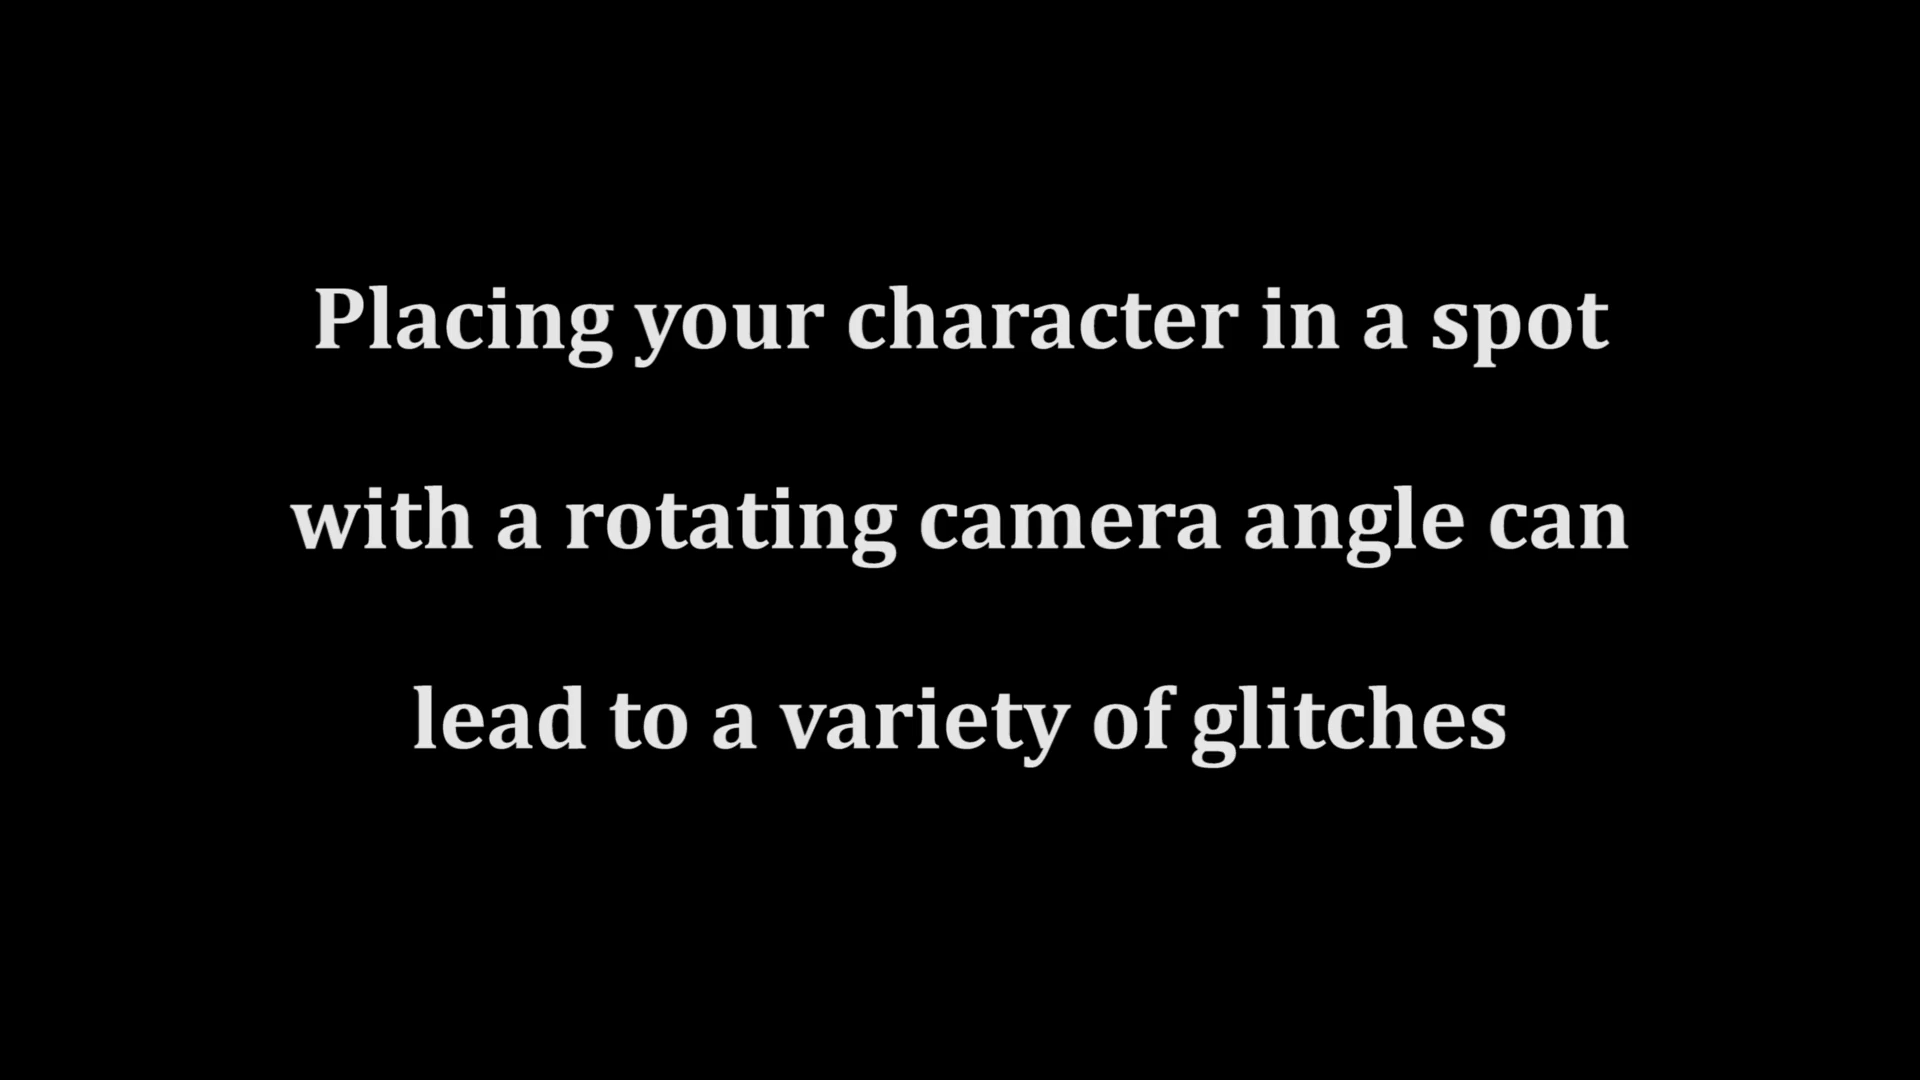 Placing your character in a spot
with a rotating camera angle can
lead to a variety of glitches